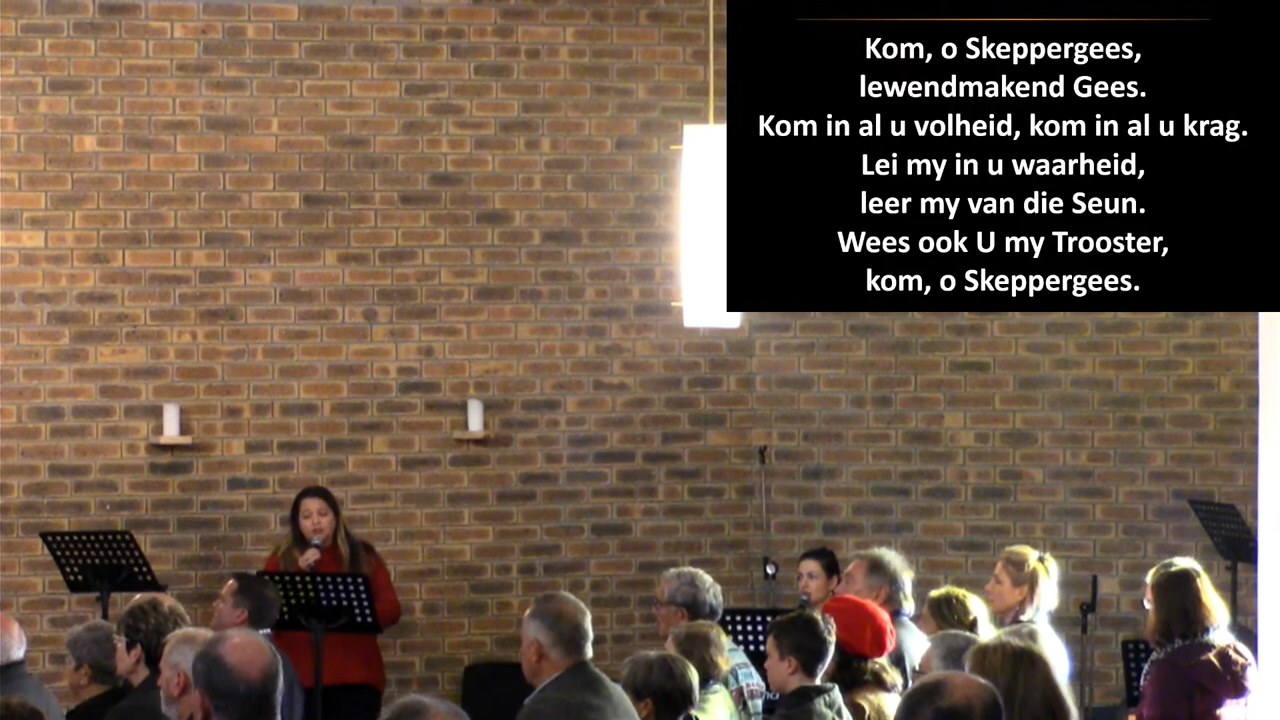 Kom, o Skeppergees,
lewendmakend Gees.
Kom in al u volheid, kom in al u krag.
Lei my in u waarheid,
leer my van die Seun.
Wees ook U my Trooster,
kom, o Skeppergees.